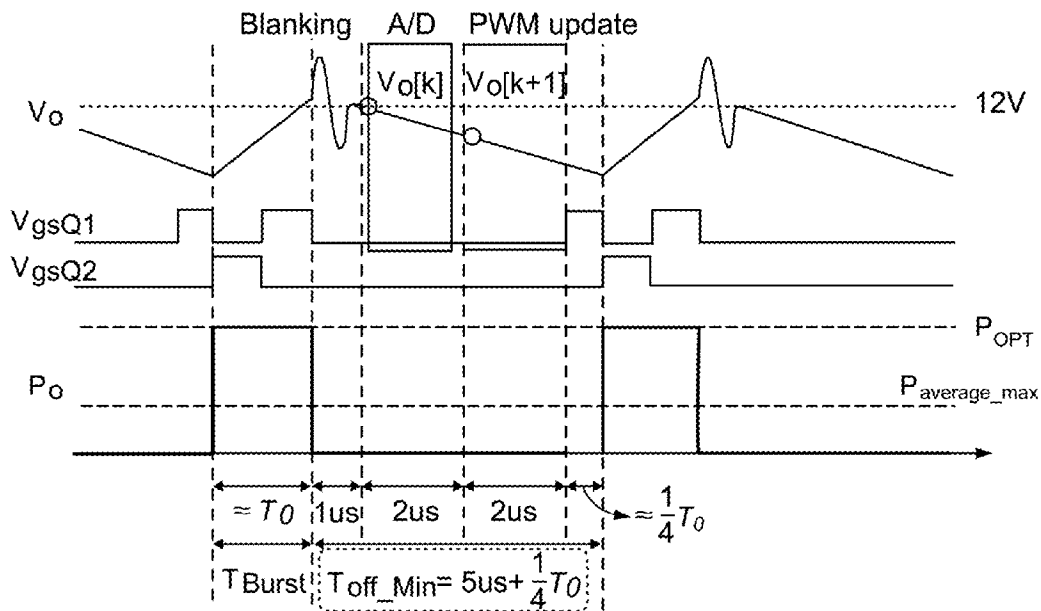 Blanking A/D PWM update
Vo[k] Vo[k+1]
Vo 12V
VgsQ1
VgsQ2
POPT
Po Paverage_max
≈ T0 1us 2us 2us ≈ 1/4 T0
TBurst Toff_Min= 5us+ 1/4 T0